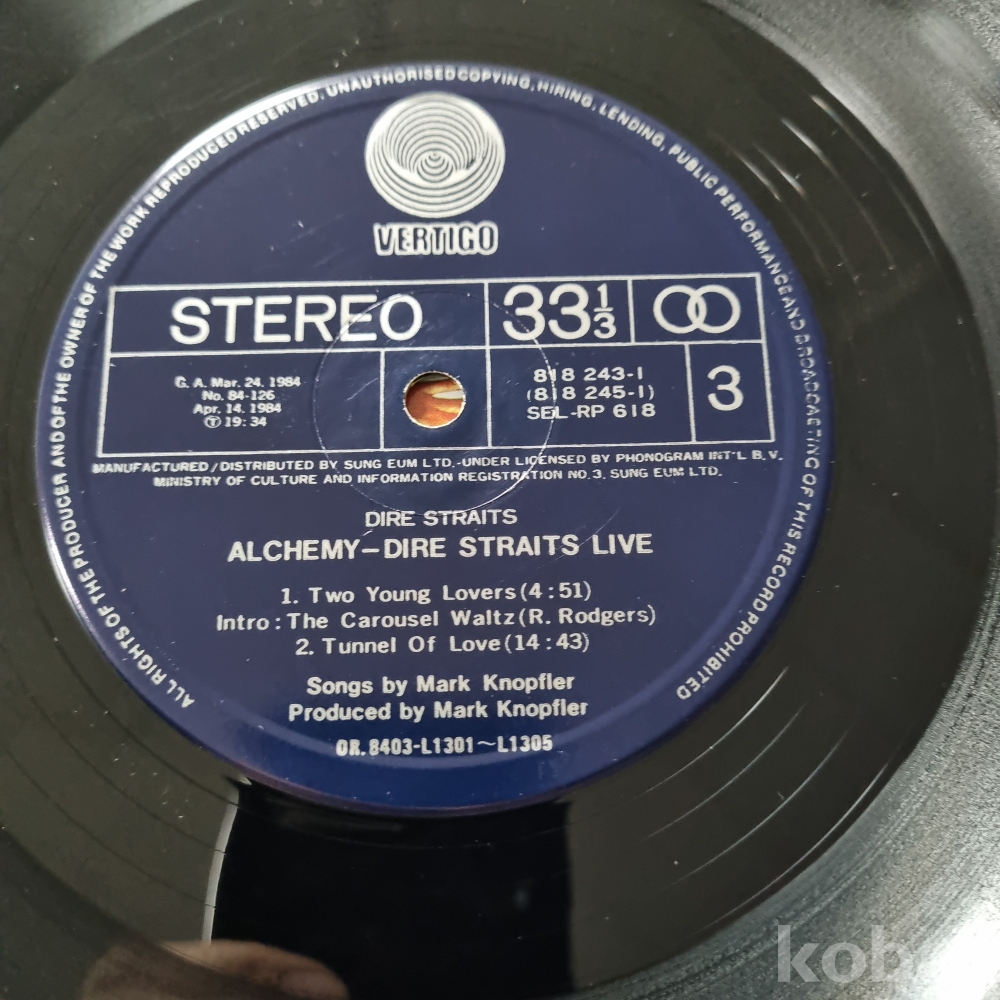 ALL RIGHTS OF THE PRODUCER AND OF THE OWNER OF THE WORK REPRODUCED RESERVED. UNAUTHORISED COPYING, HIRING, LENDING, PUBLIC PERFORMANCE AND BROADCASTING OF THIS RECORD PROHIBITED
VERTIGO
STEREO 33 1/3
G. A. Mar. 24. 1984
No. 84-126
Apr. 14. 1984
Ⓣ 19:34
818 243-1
(818 245-1)
SEL-RP 618
3
MANUFACTURED/DISTRIBUTED BY SUNG EUM LTD.-UNDER LICENSED BY PHONOGRAM INT'L B.V.
MINISTRY OF CULTURE AND INFORMATION REGISTRATION NO.3. SUNG EUM LTD.
DIRE STRAITS
ALCHEMY-DIRE STRAITS LIVE
1. Two Young Lovers(4:51)
Intro:The Carousel Waltz(R. Rodgers)
2. Tunnel Of Love(14:43)
Songs by Mark Knopfler
Produced by Mark Knopfler
OR.8403-L1301~L1305